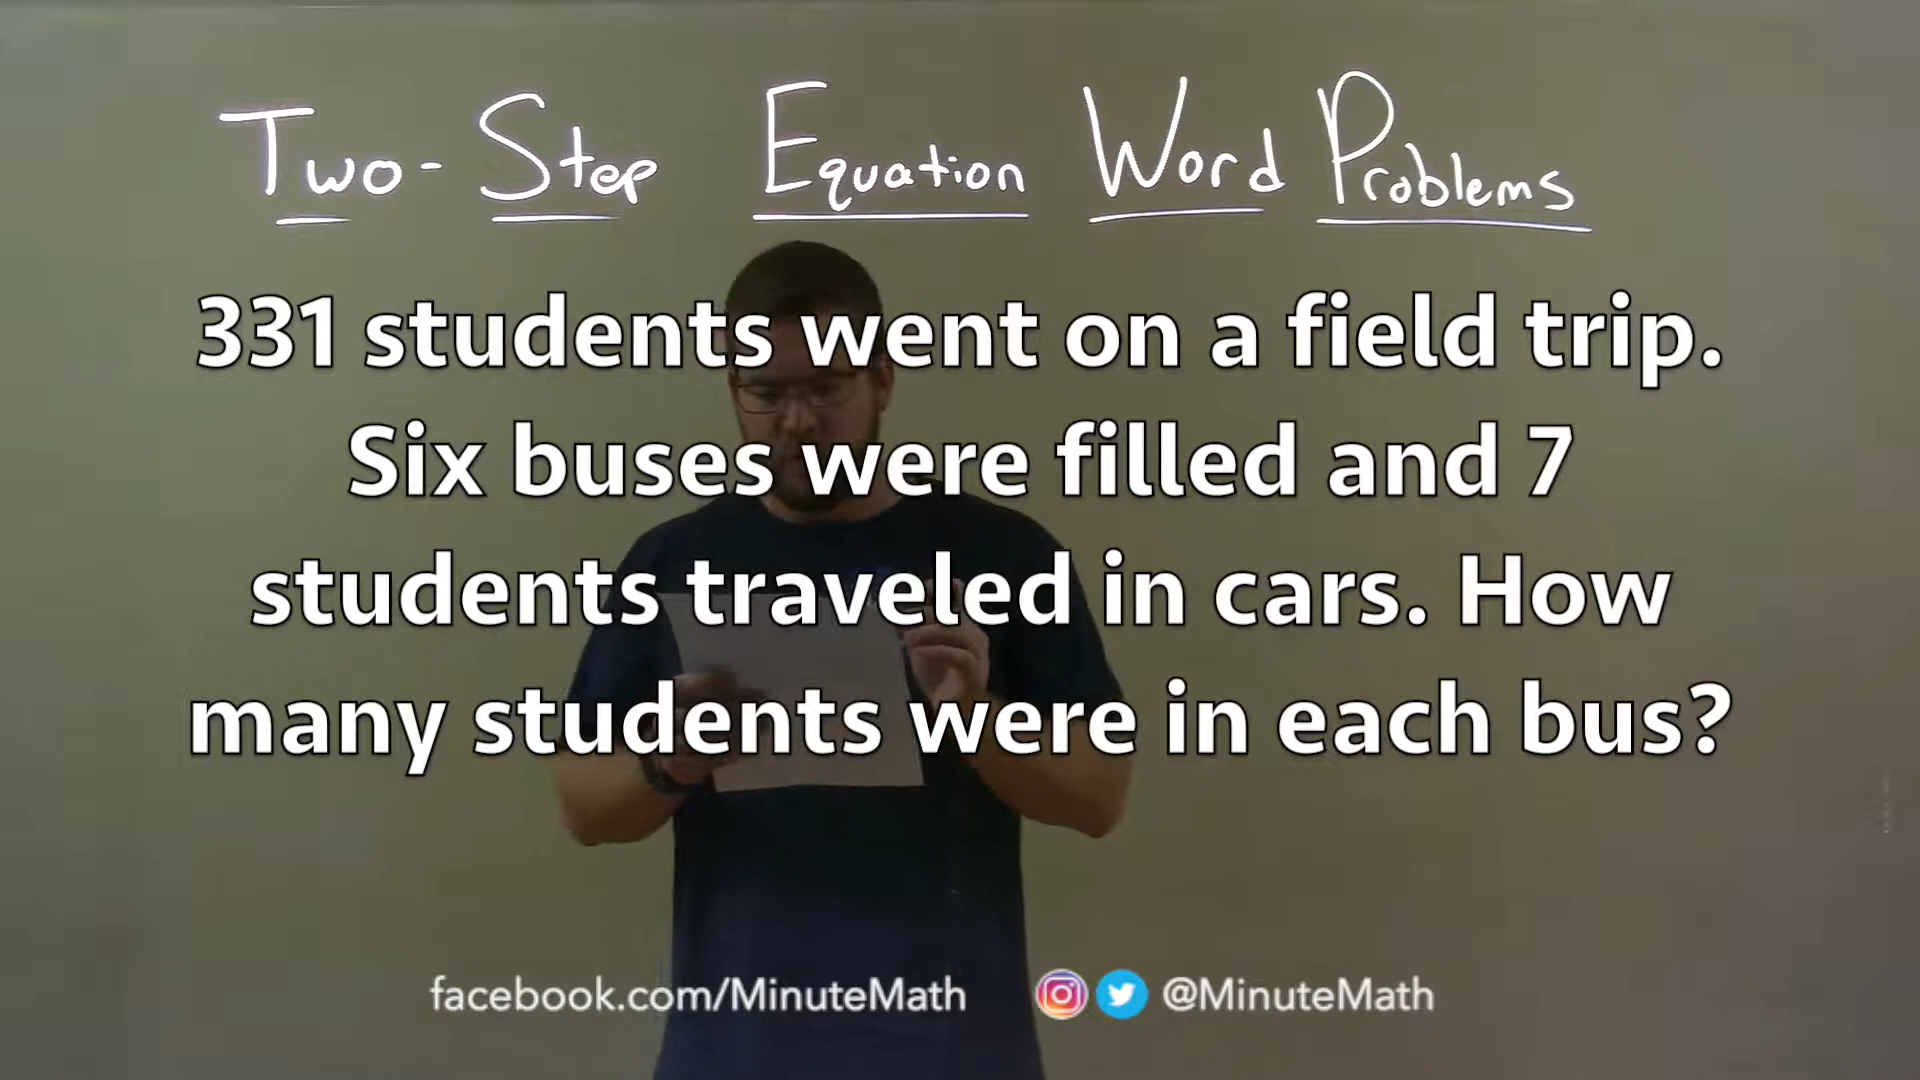 Two-Step Equation Word Problems
331 students went on a field trip.
Six buses were filled and 7
students traveled in cars. How
many students were in each bus?
facebook.com/MinuteMath @MinuteMath